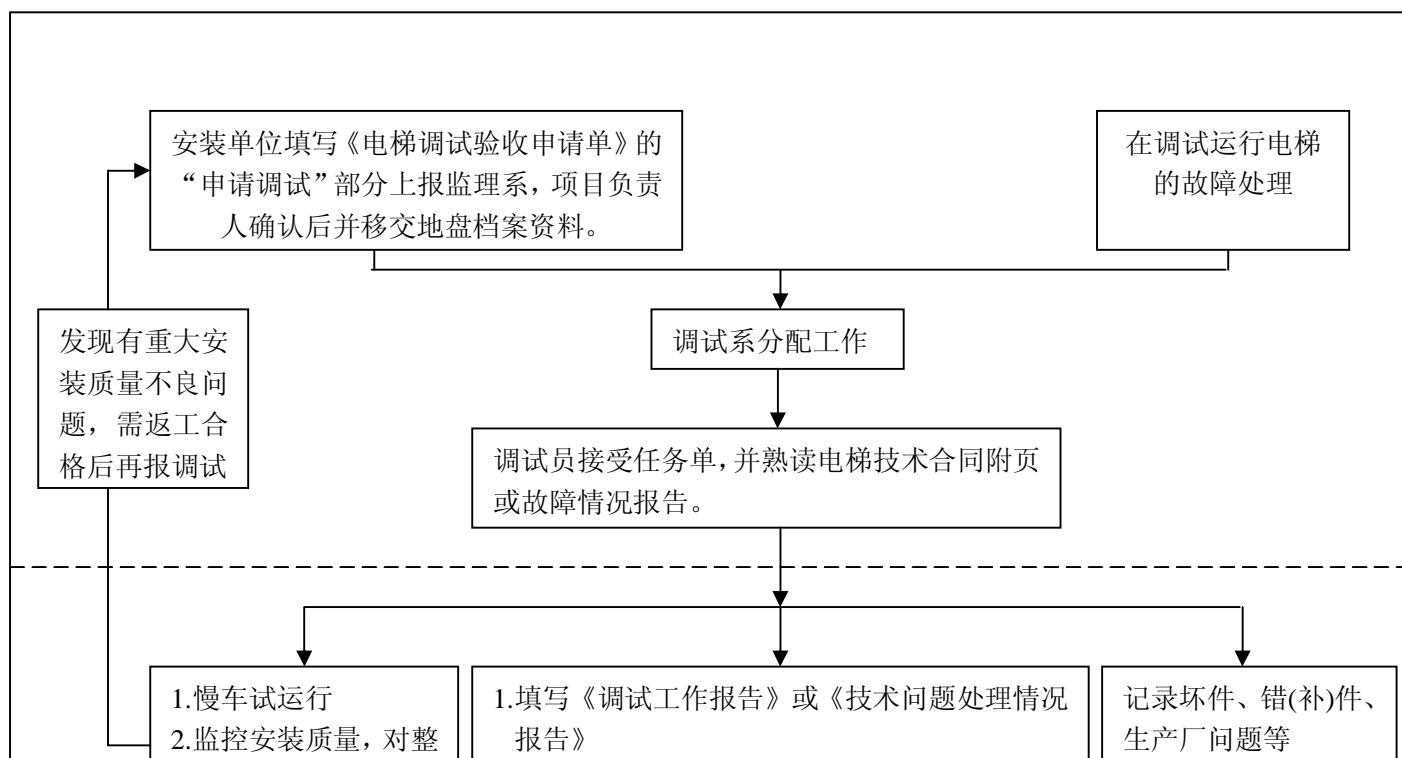 安装单位填写《电梯调试验收申请单》的
“申请调试”部分上报监理系，项目负责
人确认后并移交地盘档案资料。
在调试运行电梯
的故障处理
发现有重大安
装质量不良问
题，需返工合
格后再报调试
调试系分配工作
调试员接受任务单，并熟读电梯技术合同附页
或故障情况报告。
1.慢车试运行
2.监控安装质量，对整
1.填写《调试工作报告》或《技术问题处理情况
报告》
记录坏件、错(补)件、
生产厂问题等